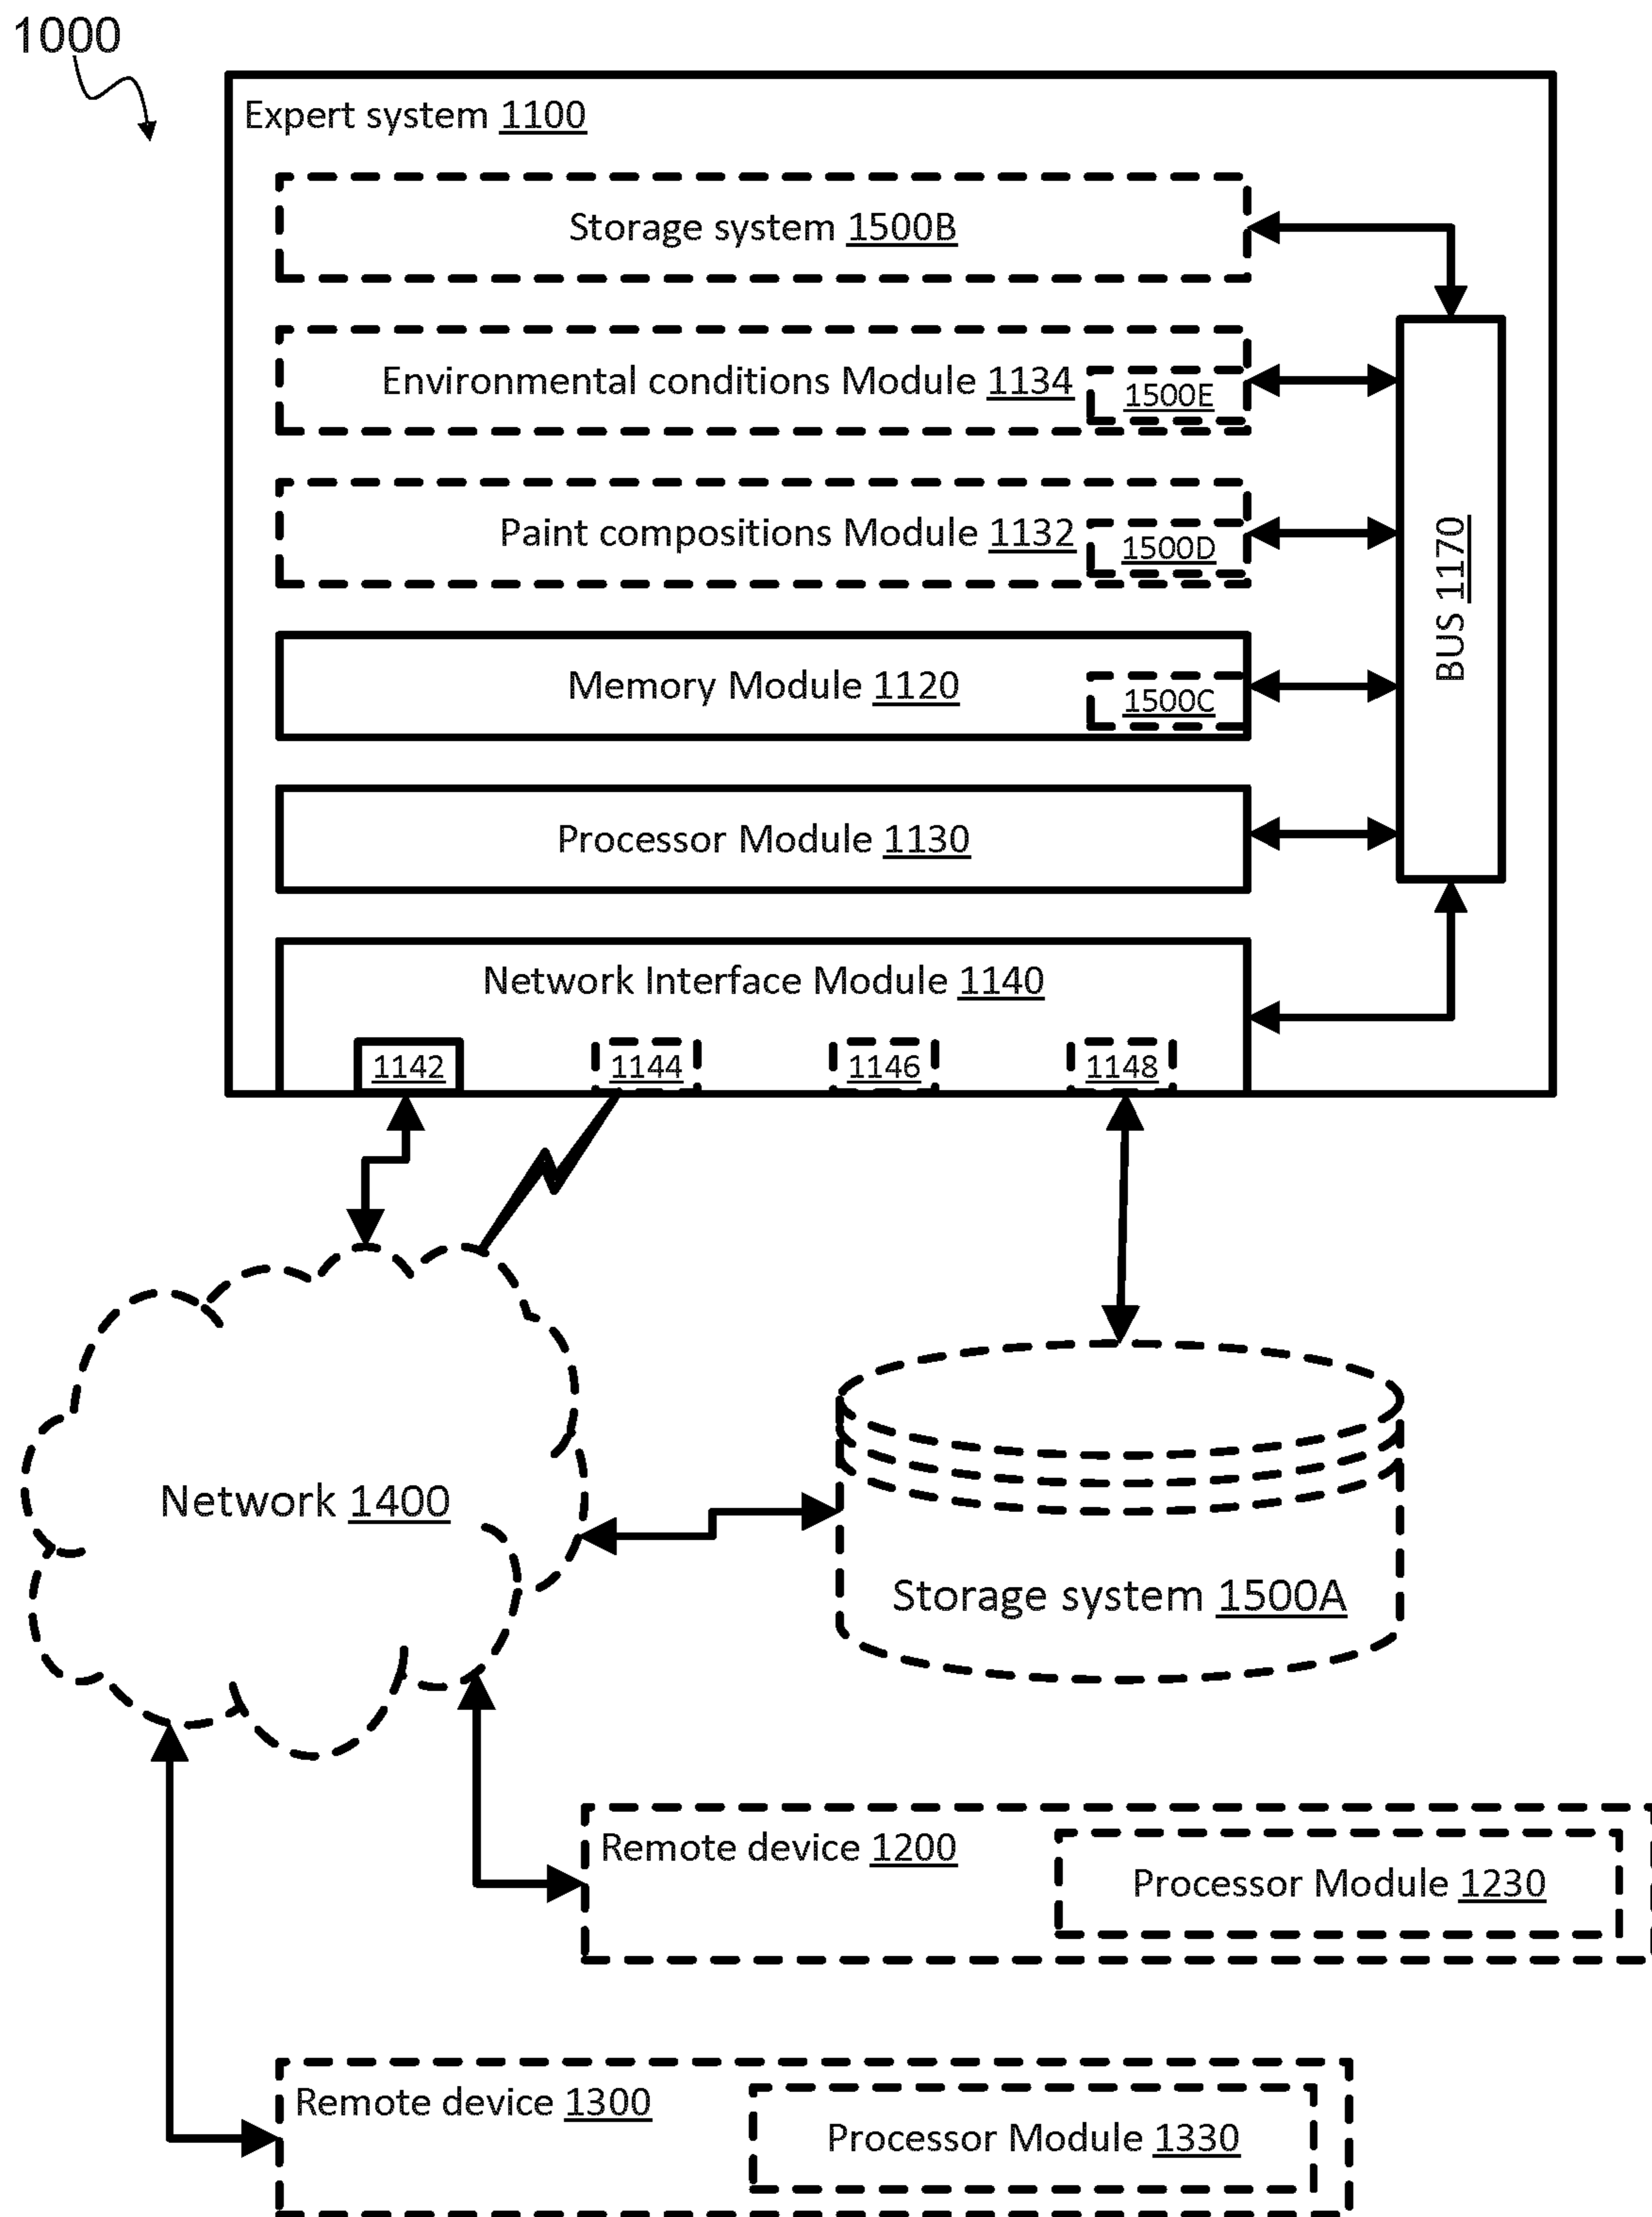 1000
Expert system 1100
Storage system 1500B
Environmental conditions Module 1134
1500E
Paint compositions Module 1132
1500D
Memory Module 1120
1500C
Processor Module 1130
BUS 1170
Network Interface Module 1140
1142
1144
1146
1148
Network 1400
Storage system 1500A
Remote device 1200
Processor Module 1230
Remote device 1300
Processor Module 1330